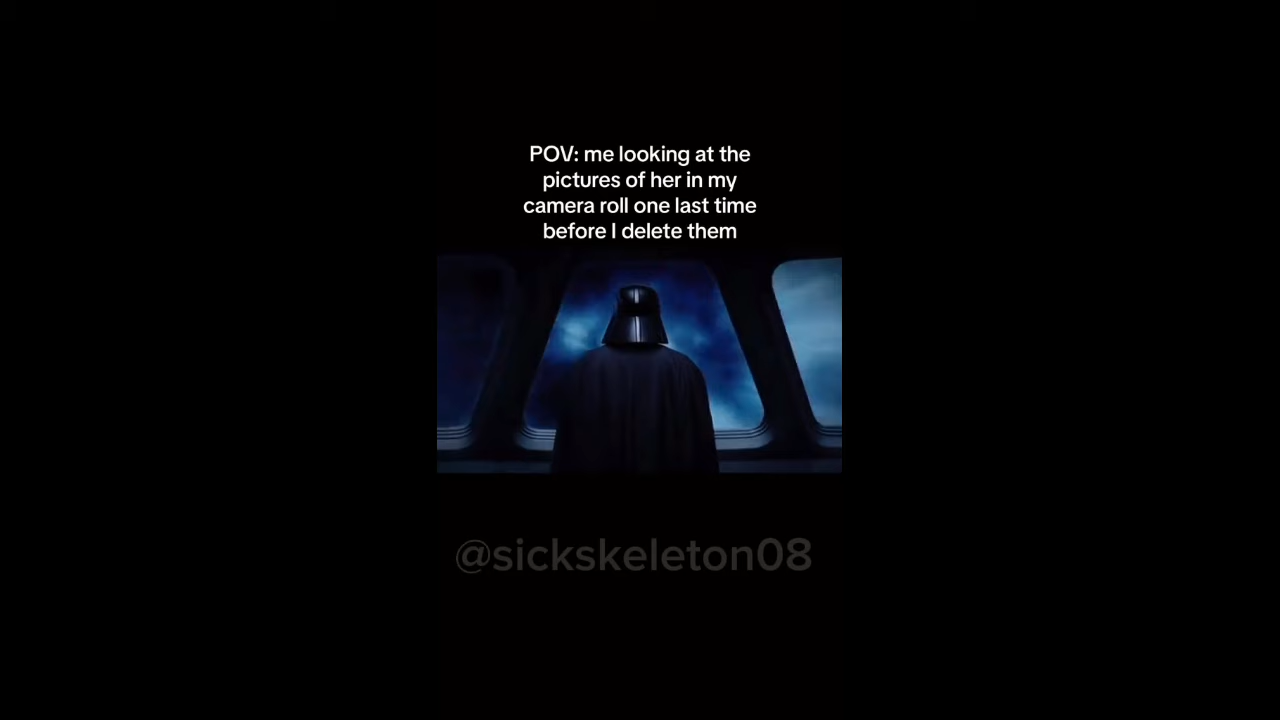 POV: me looking at the
pictures of her in my
camera roll one last time
before I delete them
@sickskeleton08